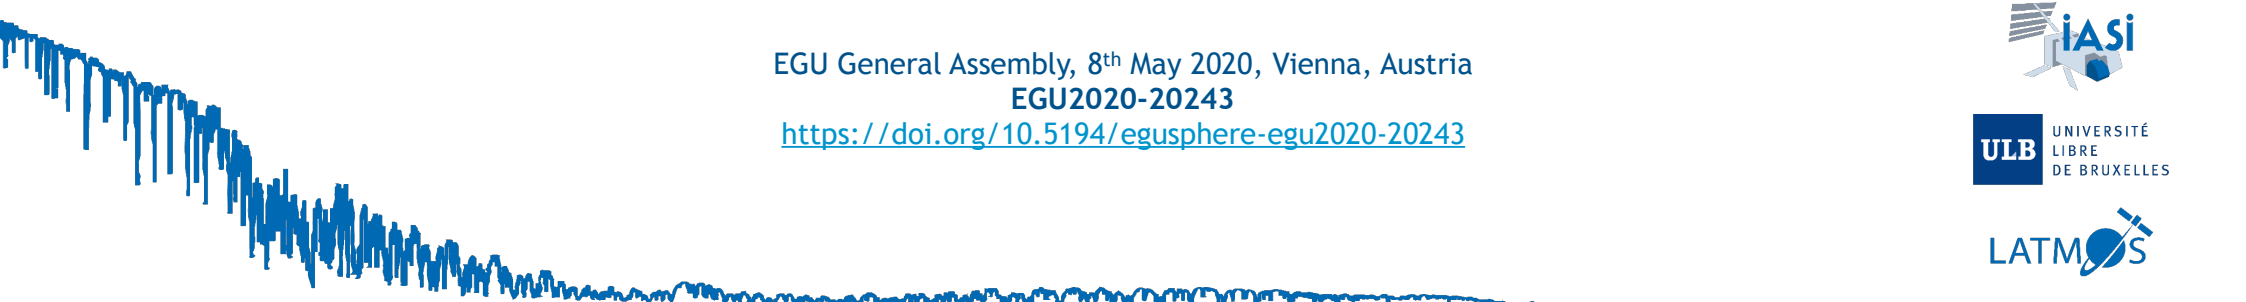 EGU General Assembly, 8th May 2020, Vienna, Austria
EGU2020-20243
https://doi.org/10.5194/egusphere-egu2020-20243
iASi
ULB
UNIVERSITÉ
LIBRE
DE BRUXELLES
LATMOS